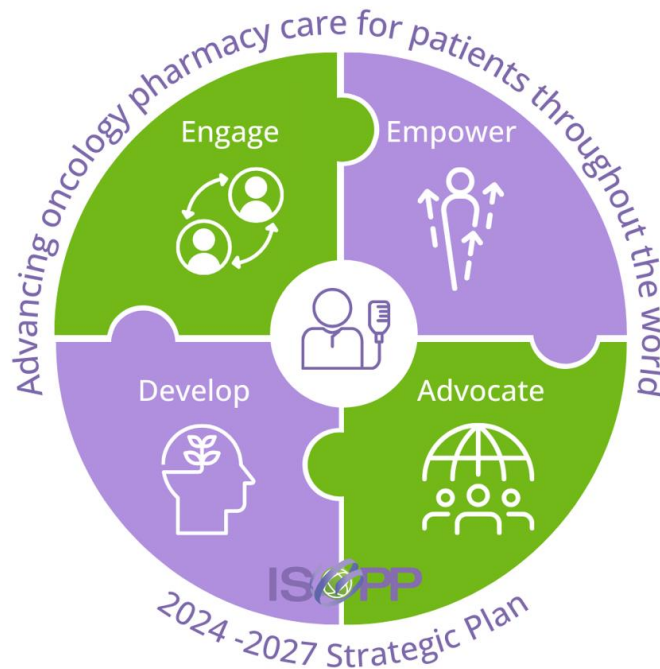 Advancing oncology pharmacy care for patients throughout the world
Engage
Empower
Develop
Advocate
ISOPP
2024 -2027 Strategic Plan